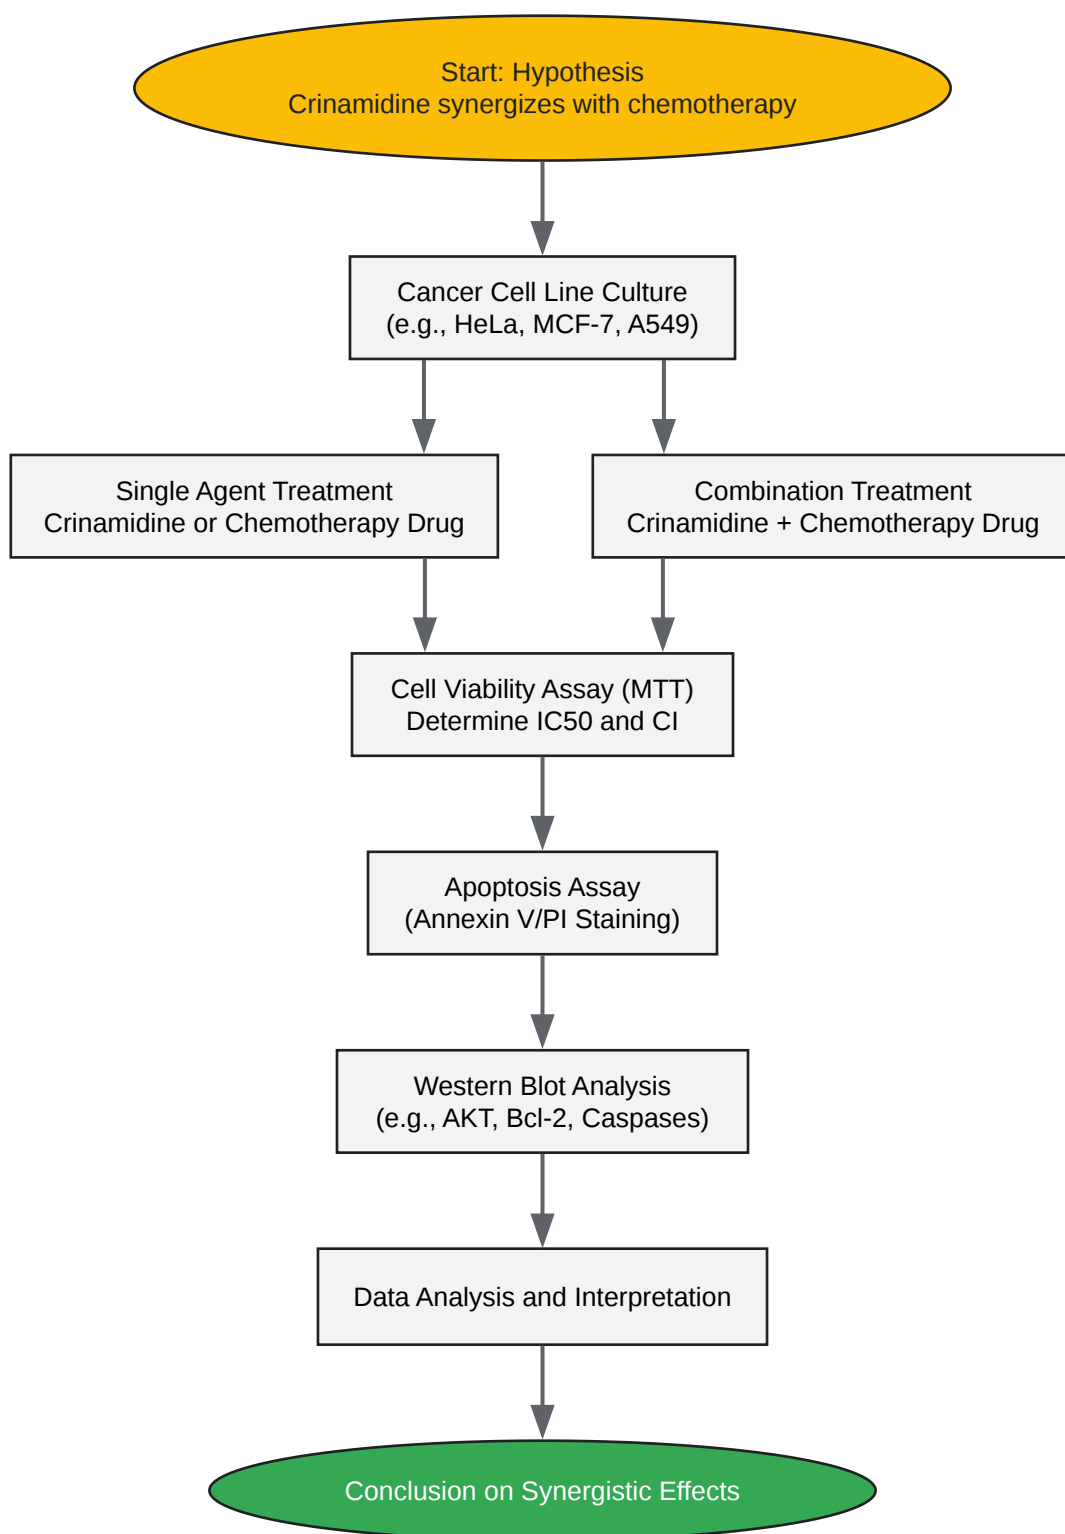 Start: Hypothesis
Crinamidine synergizes with chemotherapy
Cancer Cell Line Culture
(e.g., HeLa, MCF-7, A549)
Single Agent Treatment
Crinamidine or Chemotherapy Drug
Combination Treatment
Crinamidine + Chemotherapy Drug
Cell Viability Assay (MTT)
Determine IC50 and CI
Apoptosis Assay
(Annexin V/PI Staining)
Western Blot Analysis
(e.g., AKT, Bcl-2, Caspases)
Data Analysis and Interpretation
Conclusion on Synergistic Effects